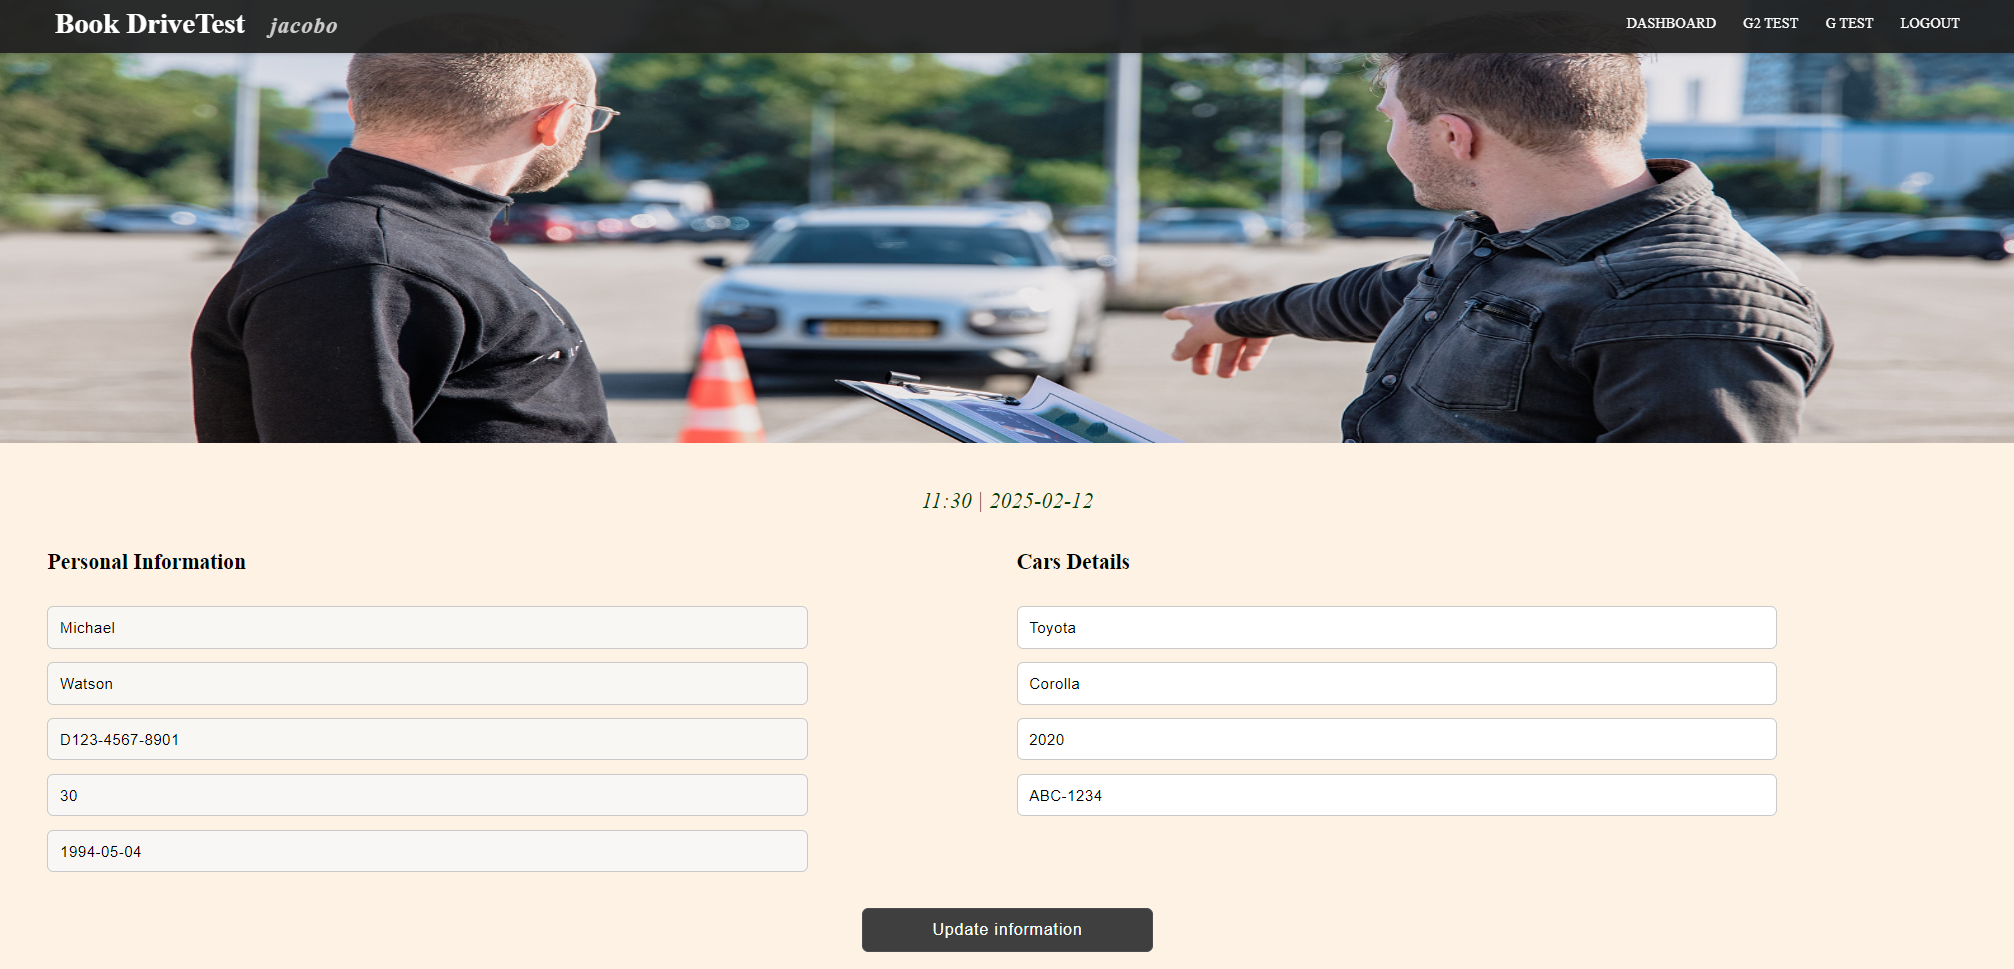 Book DriveTest jacobo DASHBOARD G2 TEST G TEST LOGOUT
11:30 | 2025-02-12
Personal Information
Michael
Watson
D123-4567-8901
30
1994-05-04
Cars Details
Toyota
Corolla
2020
ABC-1234
Update information